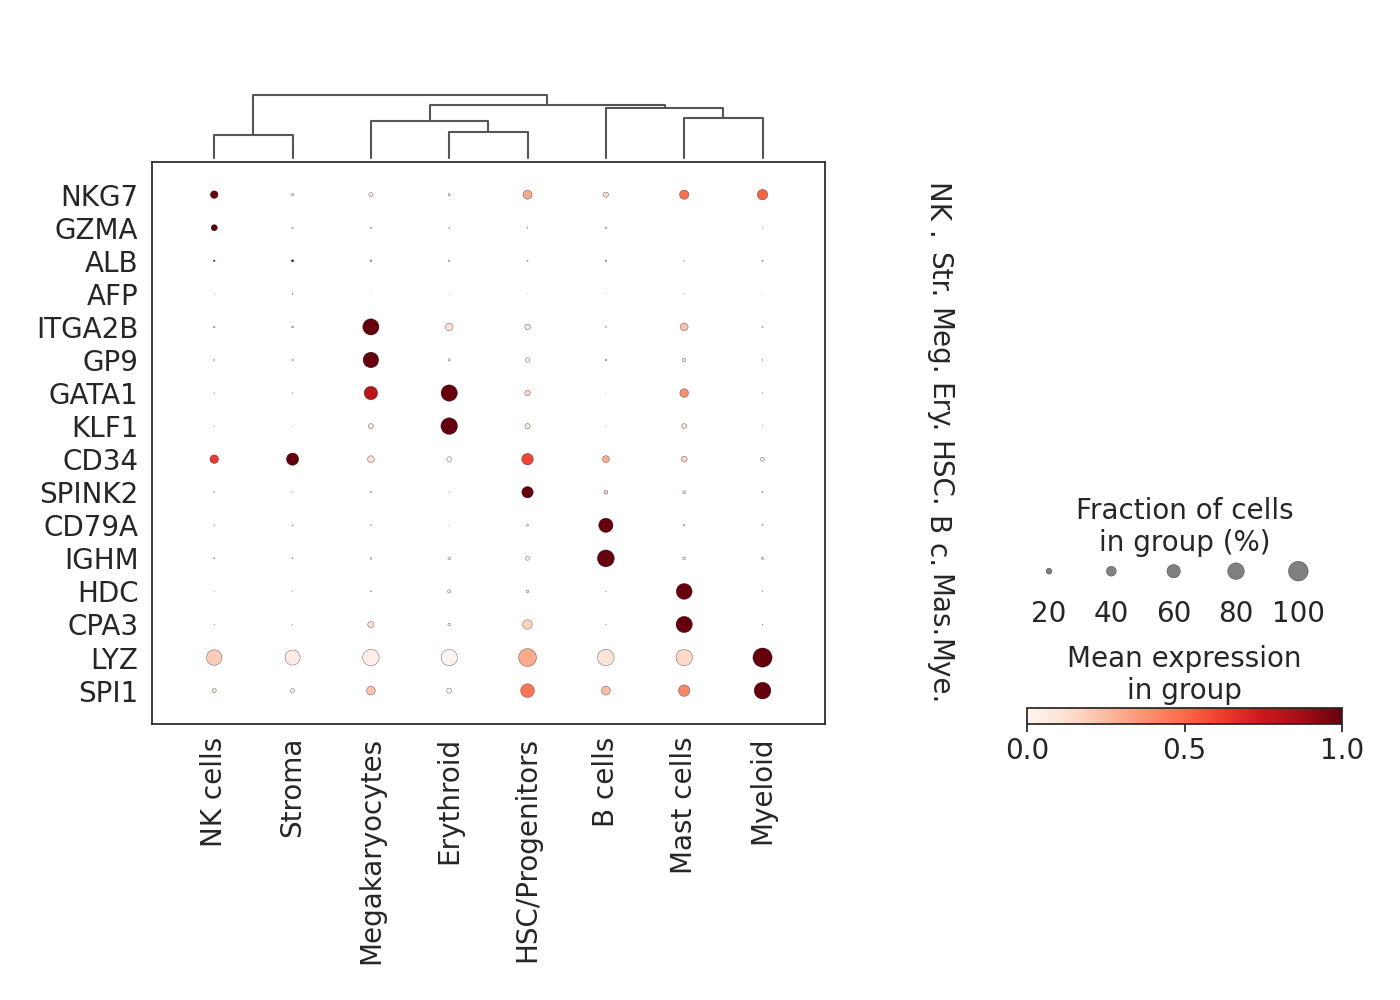 NKG7
GZMA
ALB
AFP
ITGA2B
GP9
GATA1
KLF1
CD34
SPINK2
CD79A
IGHM
HDC
CPA3
LYZ
SPI1
NK cells
Stroma
Megakaryocytes
Erythroid
HSC/Progenitors
B cells
Mast cells
Myeloid
NK .
Str.
Meg.
Ery.
HSC.
B c.
Mas.
Mye.
Fraction of cells
in group (%)
20 40 60 80 100
Mean expression
in group
0.0 0.5 1.0